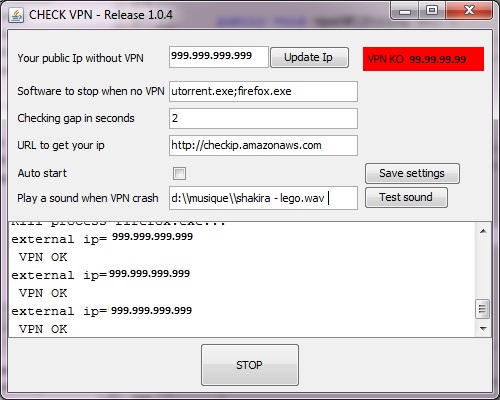 CHECK VPN - Release 1.0.4
Your public Ip without VPN 999.999.999.999 Update Ip VPN KO 99.99.99.99
Software to stop when no VPN utorrent.exe;firefox.exe
Checking gap in seconds 2
URL to get your ip http://checkip.amazonaws.com
Auto start Save settings
Play a sound when VPN crash d:\\musique\\shakira - lego.wav Test sound
Kill process firefox.exe...
external ip= 999.999.999.999
VPN OK
external ip=999.999.999.999
VPN OK
external ip= 999.999.999.999
VPN OK
STOP